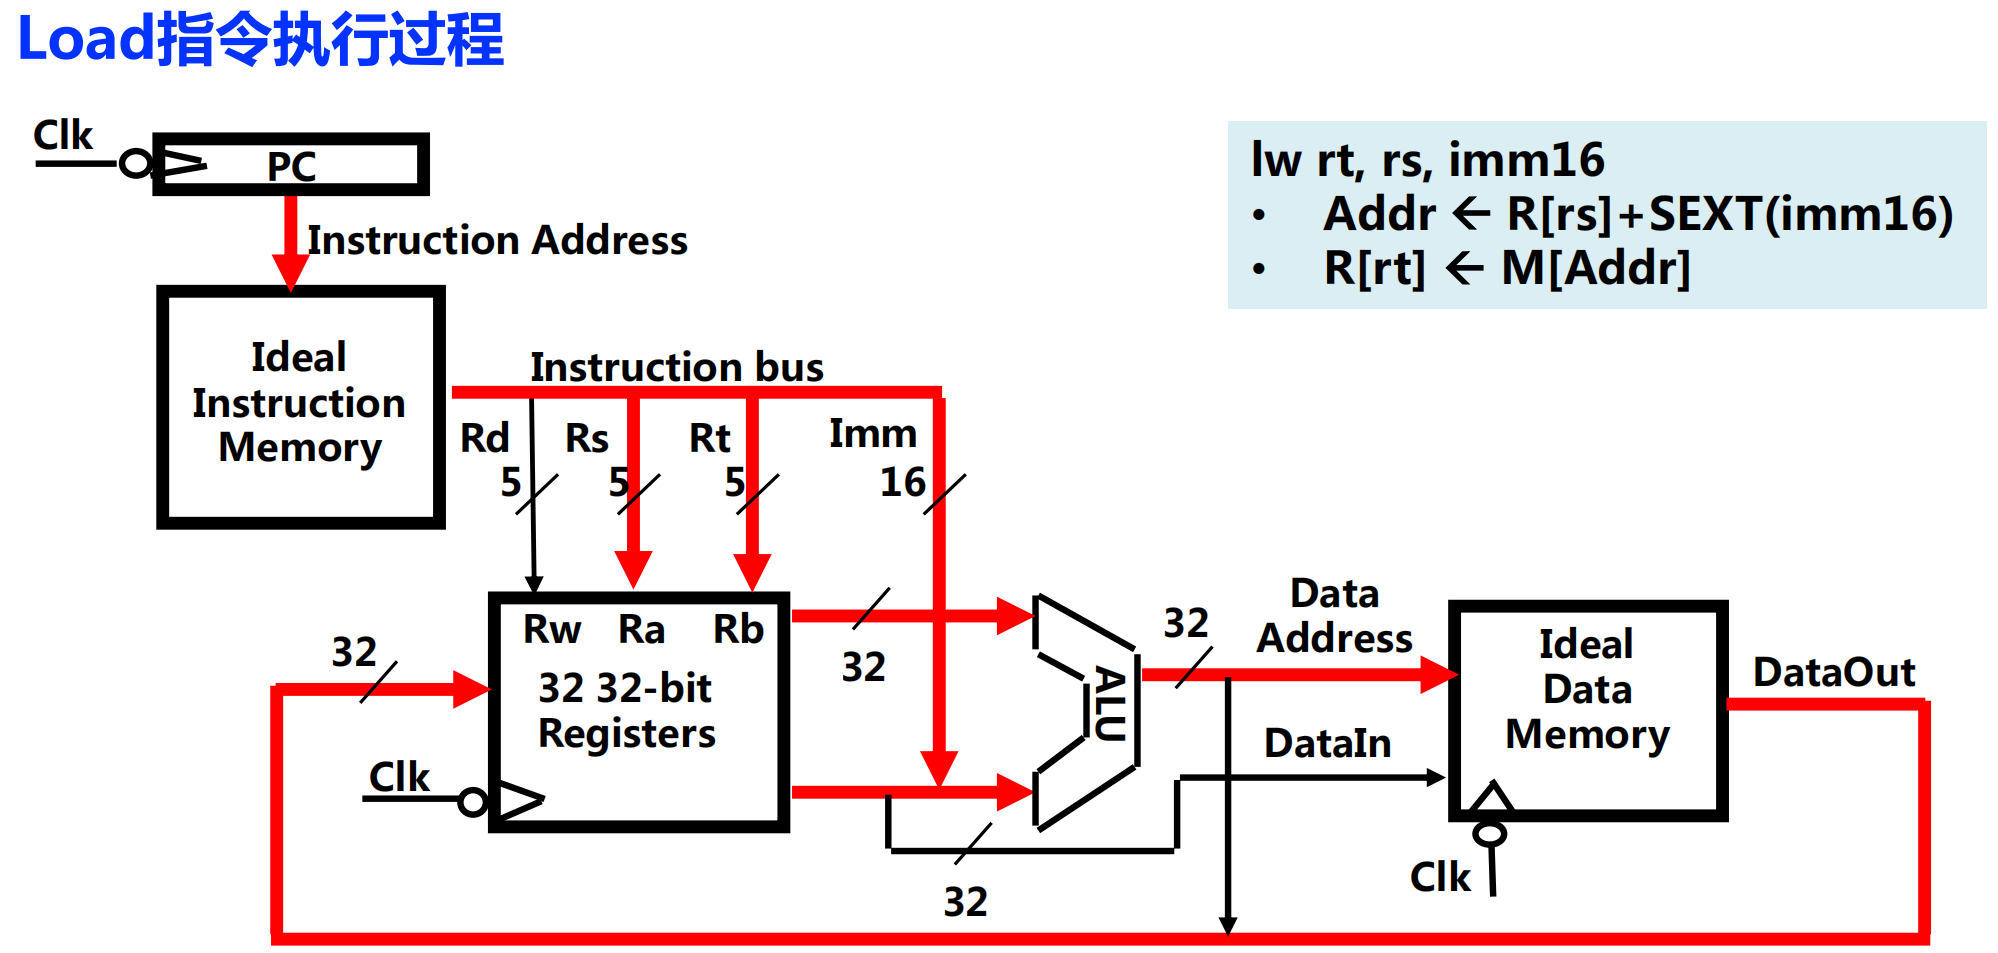 Load指令执行过程
Clk
PC
lw rt, rs, imm16
• Addr ← R[rs]+SEXT(imm16)
• R[rt] ← M[Addr]
Instruction Address
Ideal
Instruction
Memory
Instruction bus
Rd
5
Rs
5
Rt
5
Imm
16
Rw Ra Rb
32 32-bit
Registers
32
Clk
32
32
ALU
32
Data
Address
DataIn
Ideal
Data
Memory
Clk
DataOut